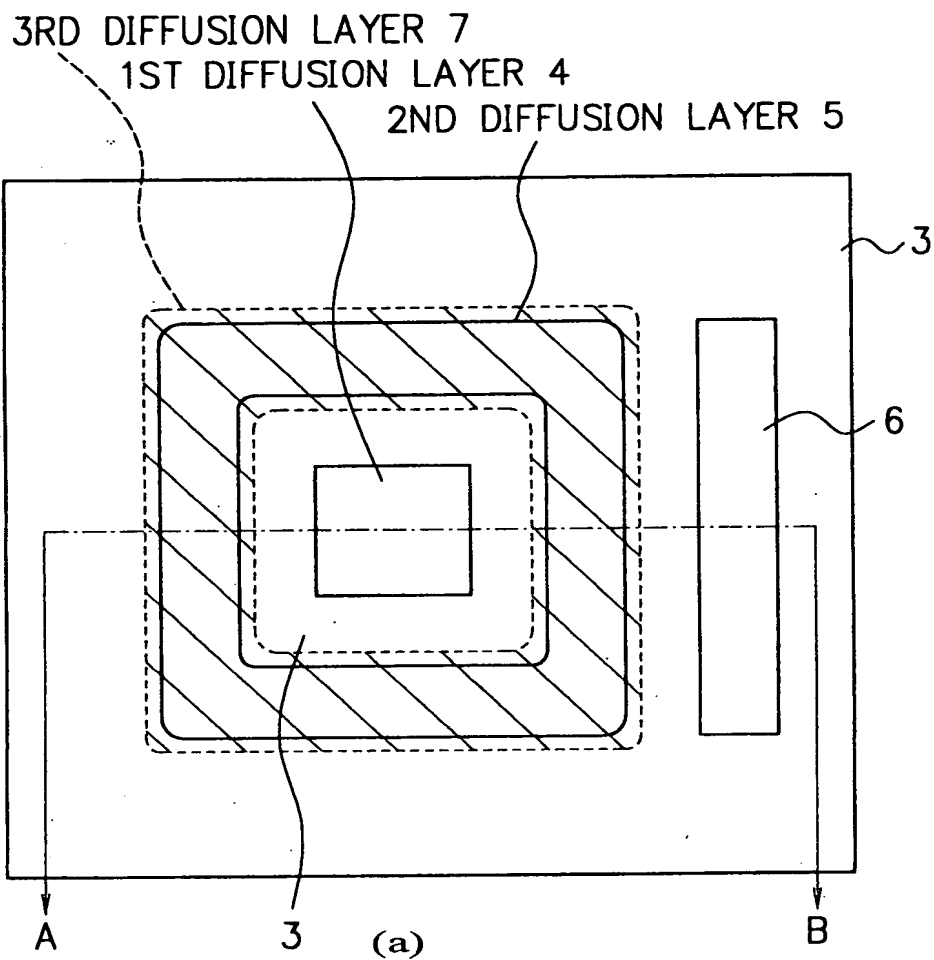 3RD DIFFUSION LAYER 7
1ST DIFFUSION LAYER 4
2ND DIFFUSION LAYER 5
3
6
A
3
(a)
B